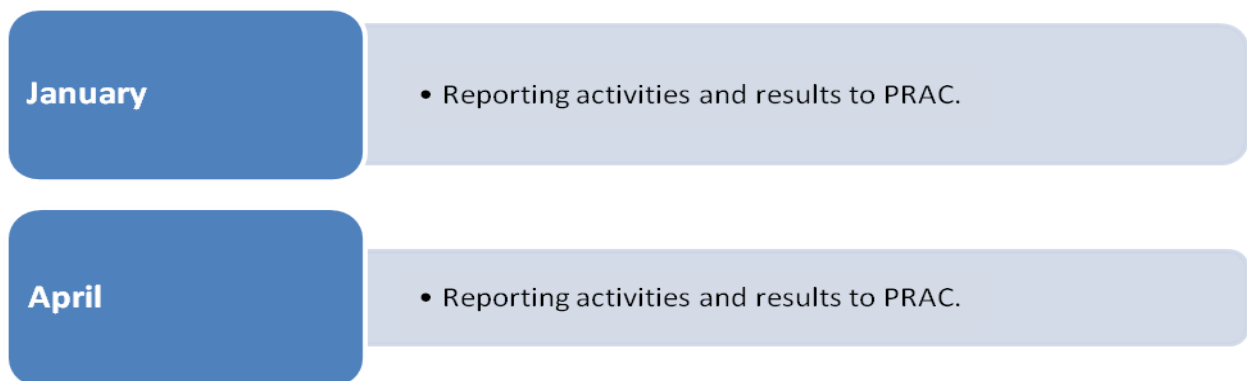 January
• Reporting activities and results to PRAC.
April
• Reporting activities and results to PRAC.